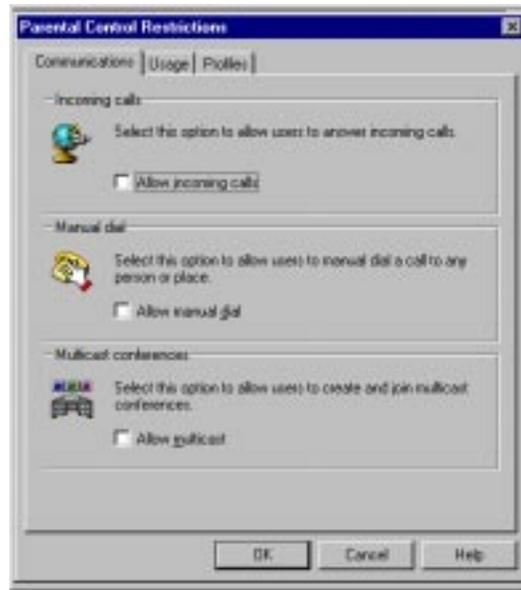 Parental Control Restrictions
Communications Usage Profiles
Incoming calls
Select this option to allow users to answer incoming calls.
Allow incoming calls
Manual dial
Select this option to allow users to manual dial a call to any
person or place.
Allow manual dial
Multicast conferences
Select this option to allow users to create and join multicast
conferences.
Allow multicast
OK Cancel Help